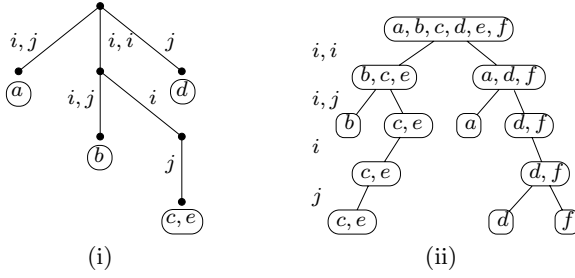 a, b, c, d, e, f
i, j i, i j
i, i
b, c, e a, d, f
a d
i, j i
i, j
b c, e a d, f
b
i
j
c, e d, f
j
c, e
c, e d f
(i) (ii)